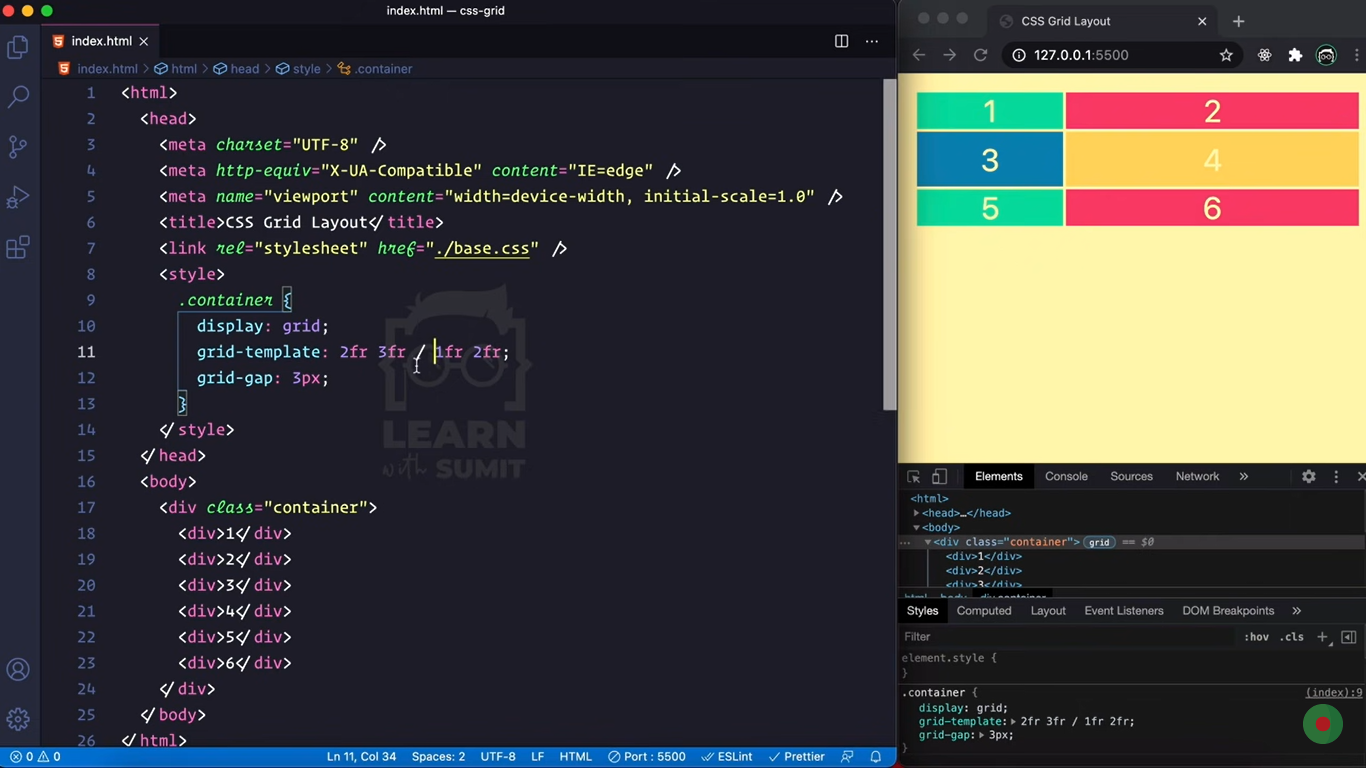 index.html — css-grid
index.html
index.html > html > head > style > .container
1 <html>
2 <head>
3 <meta charset="UTF-8" />
4 <meta http-equiv="X-UA-Compatible" content="IE=edge" />
5 <meta name="viewport" content="width=device-width, initial-scale=1.0" />
6 <title>CSS Grid Layout</title>
7 <link rel="stylesheet" href="./base.css" />
8 <style>
9 .container {
10 display: grid;
11 grid-template: 2fr 3fr / 1fr 2fr;
12 grid-gap: 3px;
13 }
14 </style>
15 </head>
16 <body>
17 <div class="container">
18 <div>1</div>
19 <div>2</div>
20 <div>3</div>
21 <div>4</div>
22 <div>5</div>
23 <div>6</div>
24 </div>
25 </body>
26 </html>
LEARN
with SUMIT
0 0 Ln 11, Col 34 Spaces: 2 UTF-8 LF HTML Port : 5500 ESLint Prettier
CSS Grid Layout
127.0.0.1:5500
1 2
3 4
5 6
Elements Console Sources Network »
<html>
<head>…</head>
<body>
… <div class="container"> grid == $0
<div>1</div>
<div>2</div>
<div>3</div>
html body div.container
Styles Computed Layout Event Listeners DOM Breakpoints »
Filter :hov .cls +
element.style {
}
.container { (index):9
display: grid;
grid-template: 2fr 3fr / 1fr 2fr;
grid-gap: 3px;
}